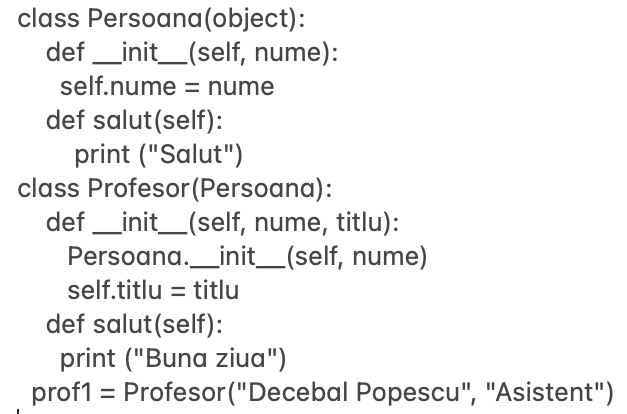 class Persoana(object):
    def __init__(self, nume):
      self.nume = nume
    def salut(self):
        print ("Salut")
class Profesor(Persoana):
    def __init__(self, nume, titlu):
       Persoana.__init__(self, nume)
       self.titlu = titlu
    def salut(self):
      print ("Buna ziua")
  prof1 = Profesor("Decebal Popescu", "Asistent")